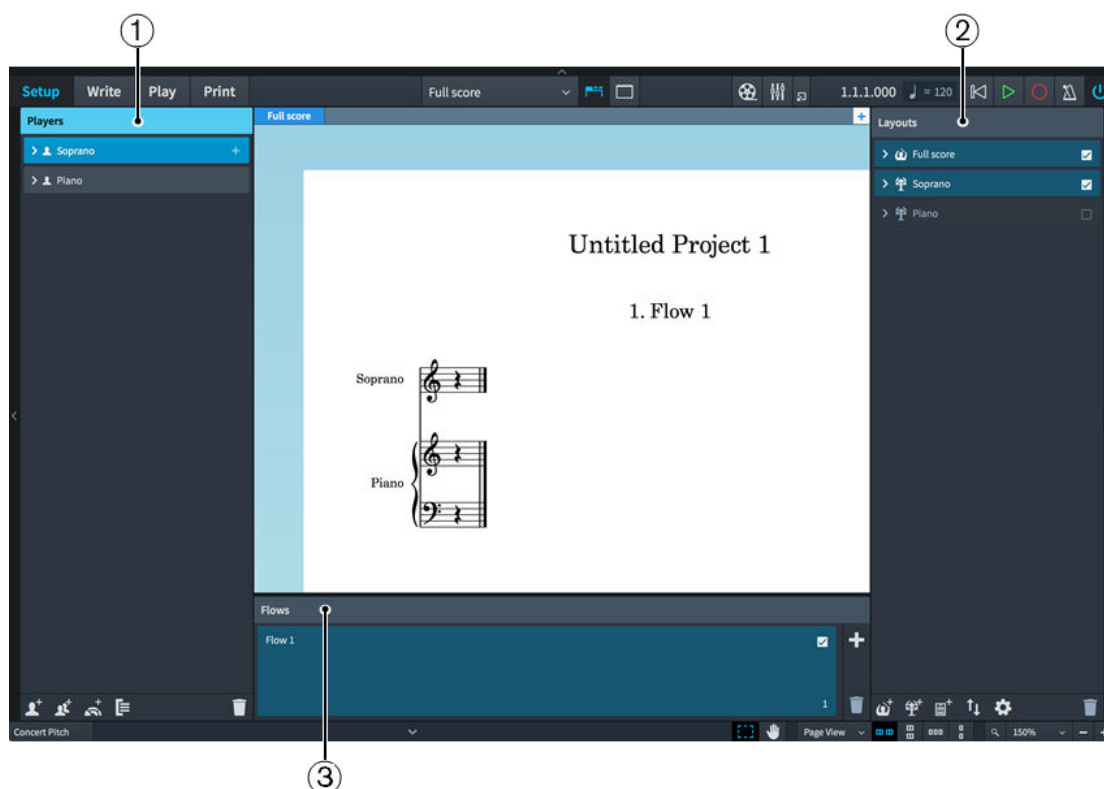 1 2
Setup Write Play Print Full score 1.1.1.000 = 120
Players Full score Layouts
Soprano Full score
Piano Soprano
Piano
Untitled Project 1
1. Flow 1
Soprano
Piano
Flows
Flow 1
1
Concert Pitch Page View 150%
3